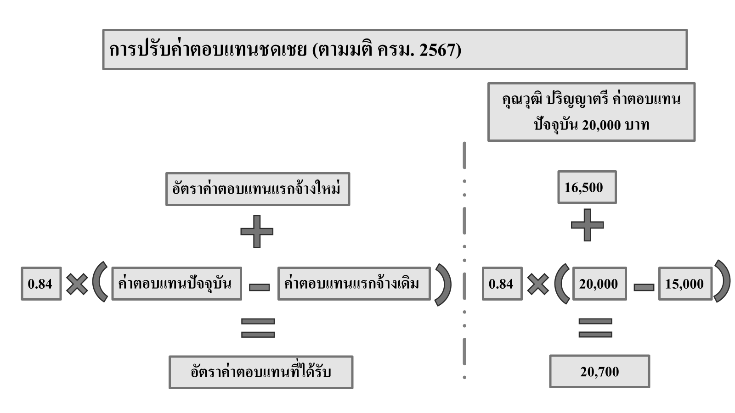 การปรับค่าตอบแทนชดเชย (ตามมติ ครม. 2567)
คุณวุฒิ ปริญญาตรี ค่าตอบแทน
ปัจจุบัน 20,000 บาท
อัตราค่าตอบแทนแรกจ้างใหม่
+
0.84 × ( ค่าตอบแทนปัจจุบัน − ค่าตอบแทนแรกจ้างเดิม )
=
อัตราค่าตอบแทนที่ได้รับ
16,500
+
0.84 × ( 20,000 − 15,000 )
=
20,700